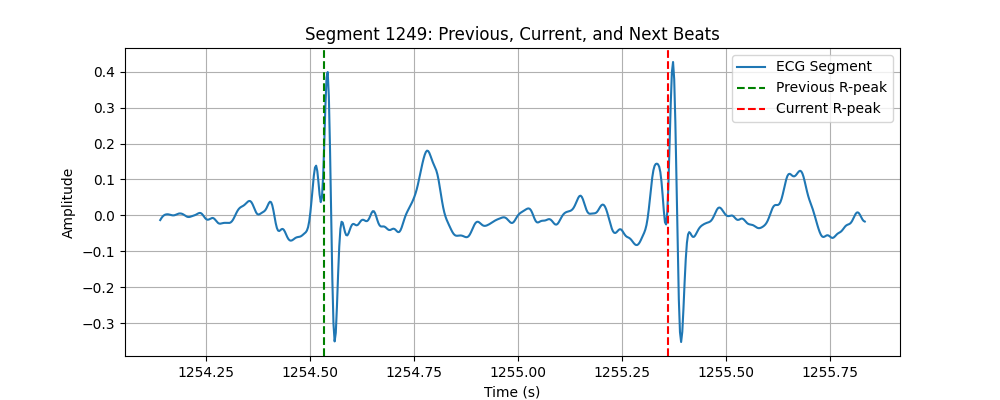 Segment 1249: Previous, Current, and Next Beats
ECG Segment
Previous R-peak
Current R-peak
Amplitude
0.4
0.3
0.2
0.1
0.0
−0.1
−0.2
−0.3
1254.25 1254.50 1254.75 1255.00 1255.25 1255.50 1255.75
Time (s)